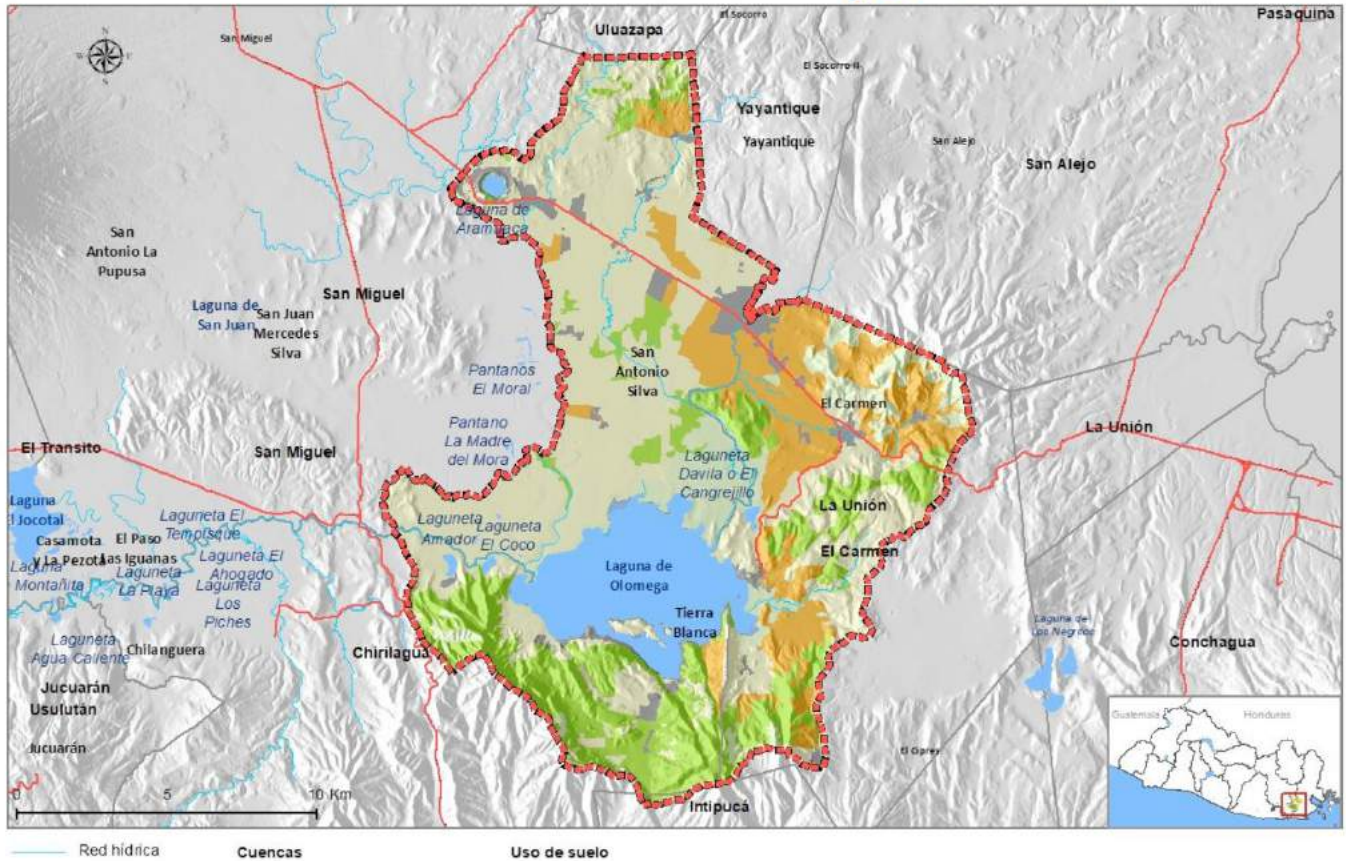 El Socorro
Pasaquina
Uluazapa
N
W
E
S
San Miguel
El Socorro II
Yayantique
Yayantique
San Alejo
San Alejo
Laguna de
Aramuaca
San
Antonio La
Pupusa
San Miguel
Laguna de
San Juan
San Juan
Mercedes
Silva
Pantanos
El Moral
San
Antonio
Silva
El Carmen
Pantano
La Madre
del Mora
La Unión
El Transito
San Miguel
Laguneta
Davila o El
Cangrejillo
Laguna
El Jocotal
Laguneta El
Tempisque
Laguneta
Amador
Laguneta
El Coco
La Unión
Casamota
y La Pezota
El Paso
Las Iguanas
Laguneta El
Ahogado
El Carmen
Laguna
Montañita
Laguneta
La Playa
Laguneta
Los
Piches
Laguna de
Olomega
Tierra
Blanca
Laguna de
Los Negritos
Conchagua
Laguneta
Agua Caliente
Chilanguera
Chirilagua
Jucuarán
Usulután
Jucuarán
El Ciprey
Guatemala
Honduras
0 5 10 Km
Intipucá
Red hídrica
Cuencas
Uso de suelo